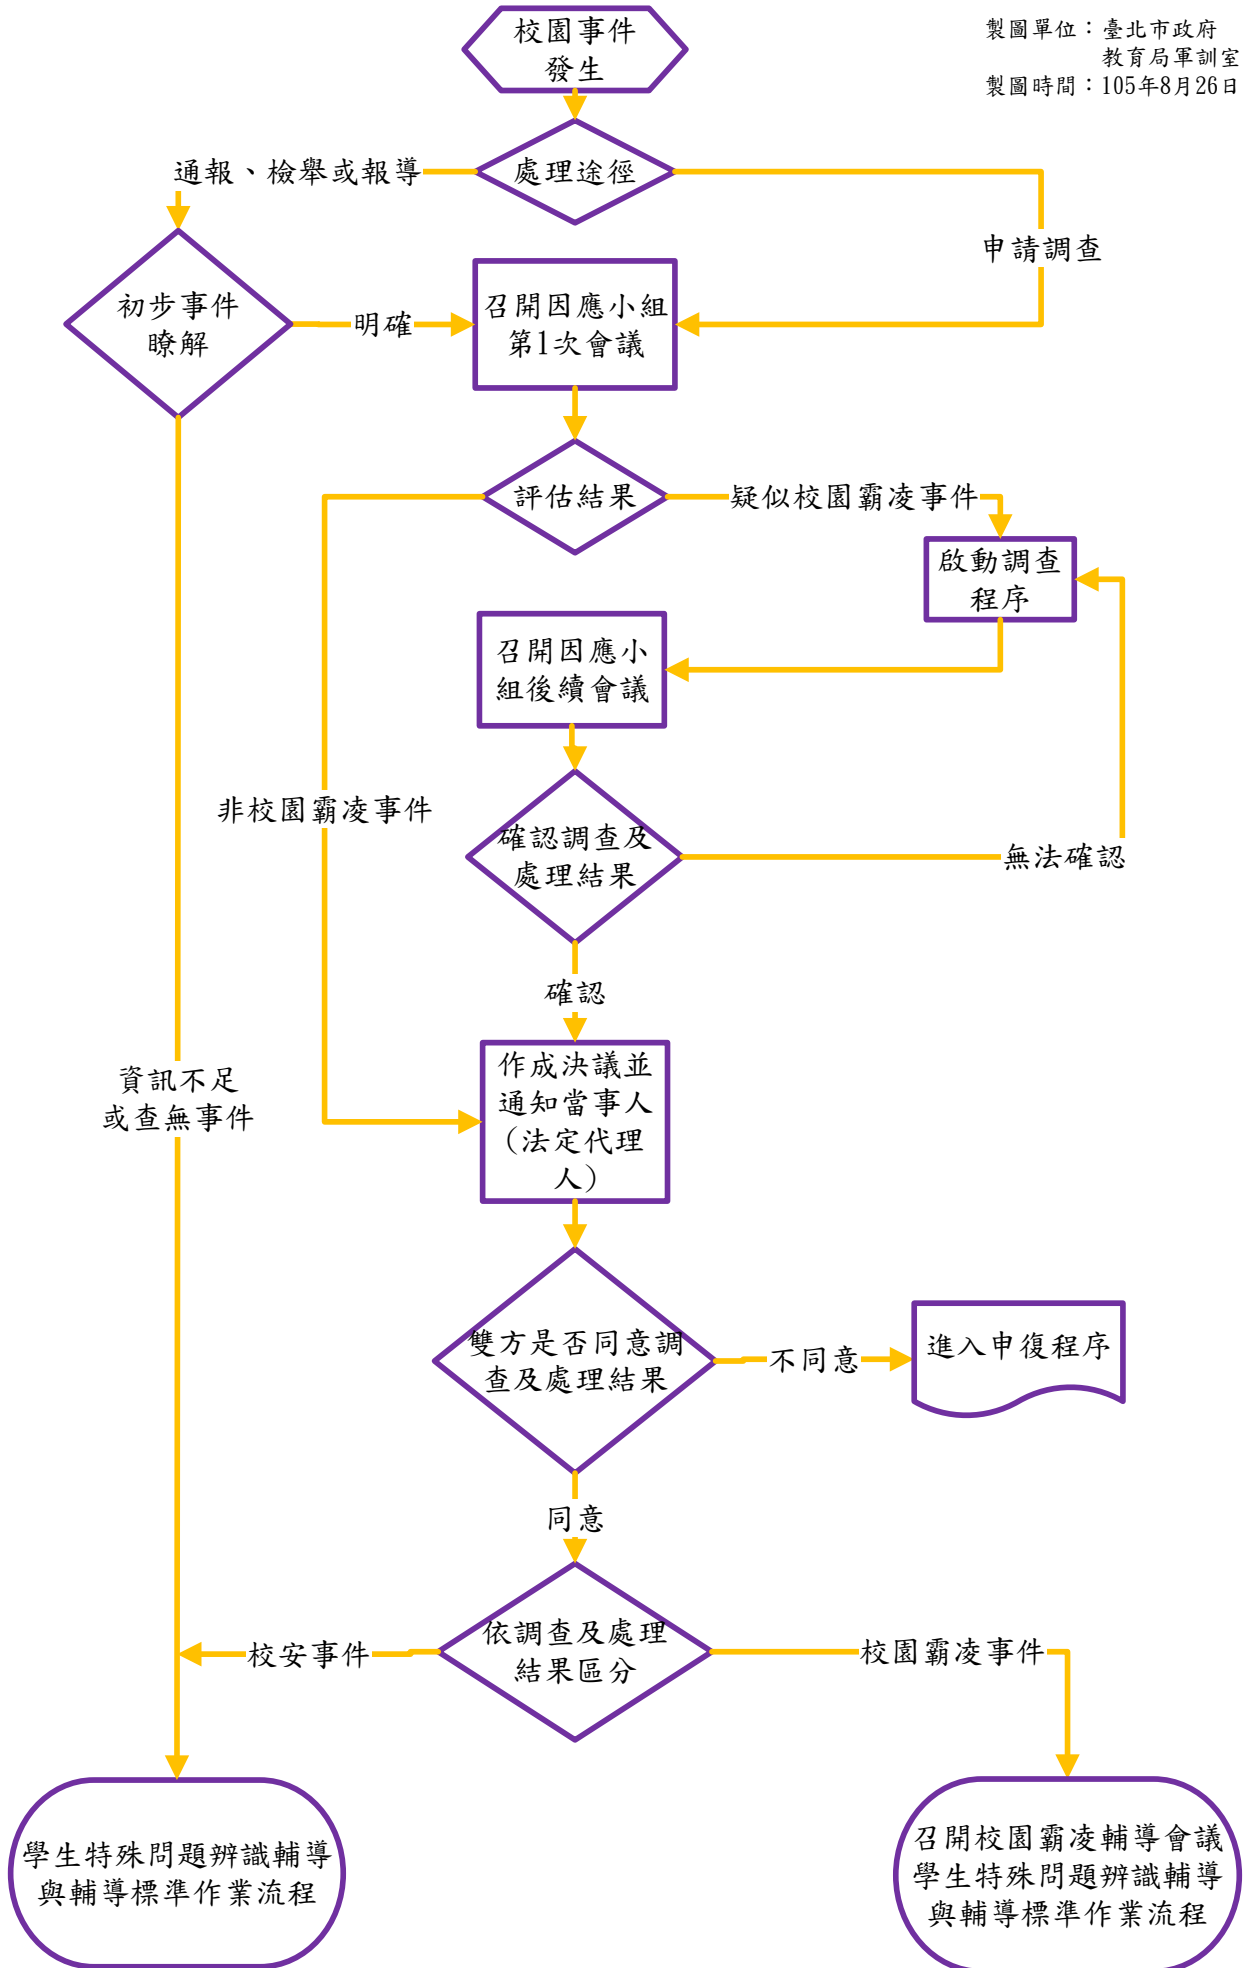 校園事件
發生
製圖單位：臺北市政府
教育局軍訓室
製圖時間：105年8月26日
處理途徑
通報、檢舉或報導
申請調查
初步事件
瞭解
明確
召開因應小組
第1次會議
評估結果
疑似校園霸凌事件
啟動調查
程序
召開因應小
組後續會議
非校園霸凌事件
確認調查及
處理結果
無法確認
確認
資訊不足
或查無事件
作成決議並
通知當事人
（法定代理
人）
雙方是否同意調
查及處理結果
不同意
進入申復程序
同意
依調查及處理
結果區分
校安事件
校園霸凌事件
學生特殊問題辨識輔導
與輔導標準作業流程
召開校園霸凌輔導會議
學生特殊問題辨識輔導
與輔導標準作業流程